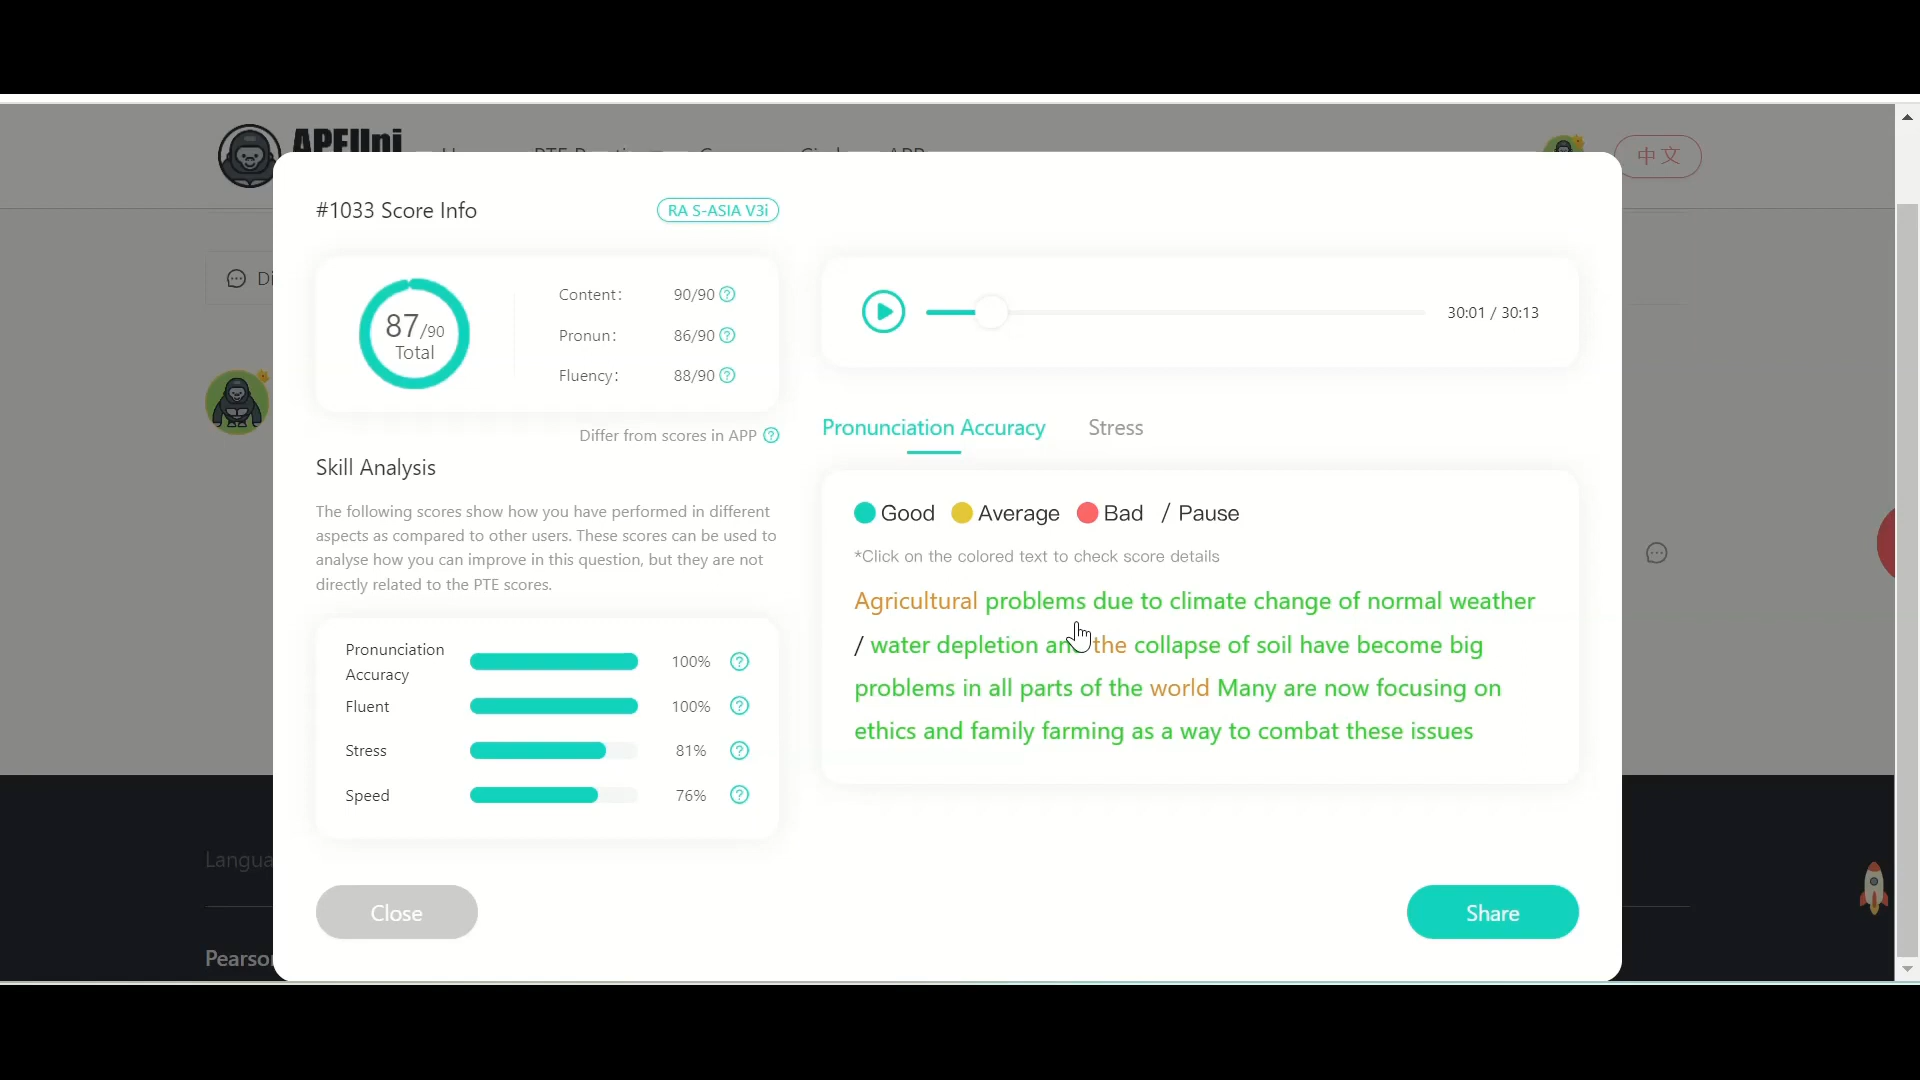 APEUni
中文
#1033 Score Info
RA S-ASIA V3i
87/90
Total
Content: 90/90 ?
Pronun: 86/90 ?
Fluency: 88/90 ?
Differ from scores in APP ?
Skill Analysis
The following scores show how you have performed in different
aspects as compared to other users. These scores can be used to
analyse how you can improve in this question, but they are not
directly related to the PTE scores.
Pronunciation
Accuracy 100% ?
Fluent 100% ?
Stress 81% ?
Speed 76% ?
30:01 / 30:13
Pronunciation Accuracy Stress
Good Average Bad / Pause
*Click on the colored text to check score details
Agricultural problems due to climate change of normal weather
/ water depletion and the collapse of soil have become big
problems in all parts of the world Many are now focusing on
ethics and family farming as a way to combat these issues
Close
Share